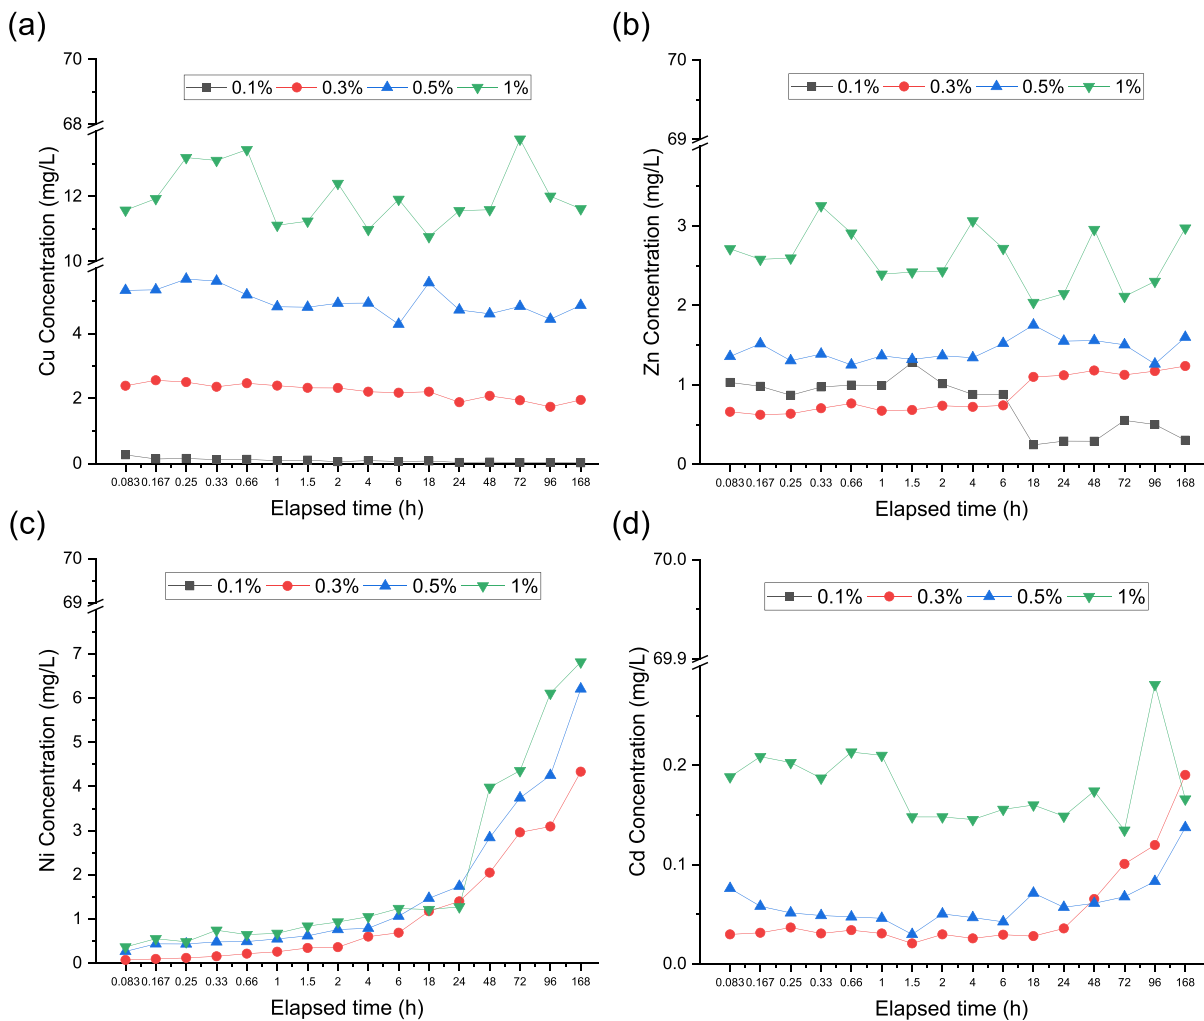 (a)
70
0.1% 0.3% 0.5% 1%
68
12
10
4
2
0
Cu Concentration (mg/L)
0.083 0.167 0.25 0.33 0.66 1 1.5 2 4 6 18 24 48 72 96 168
Elapsed time (h)
(b)
70
0.1% 0.3% 0.5% 1%
69
3
2
1
0
Zn Concentration (mg/L)
0.083 0.167 0.25 0.33 0.66 1 1.5 2 4 6 18 24 48 72 96 168
Elapsed time (h)
(c)
70
0.1% 0.3% 0.5% 1%
69
7
6
5
4
3
2
1
0
Ni Concentration (mg/L)
0.083 0.167 0.25 0.33 0.66 1 1.5 2 4 6 18 24 48 72 96 168
Elapsed time (h)
(d)
70.0
0.1% 0.3% 0.5% 1%
69.9
0.2
0.1
0.0
Cd Concentration (mg/L)
0.083 0.167 0.25 0.33 0.66 1 1.5 2 4 6 18 24 48 72 96 168
Elapsed time (h)